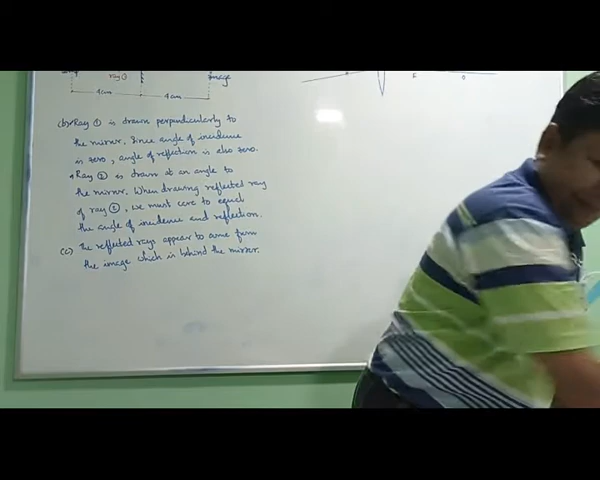 ray ①
image
4cm
4cm
(b) • Ray ① is drawn perpendicularly to
the mirror. Since angle of incidence
is zero, angle of reflection is also zero.
• Ray ② is drawn at an angle to
the mirror. When drawing reflected ray
of ray ②, we must care to equal
the angle of incidence and reflection.
(c) The reflected rays appear to come from
the image which is behind the mirror.